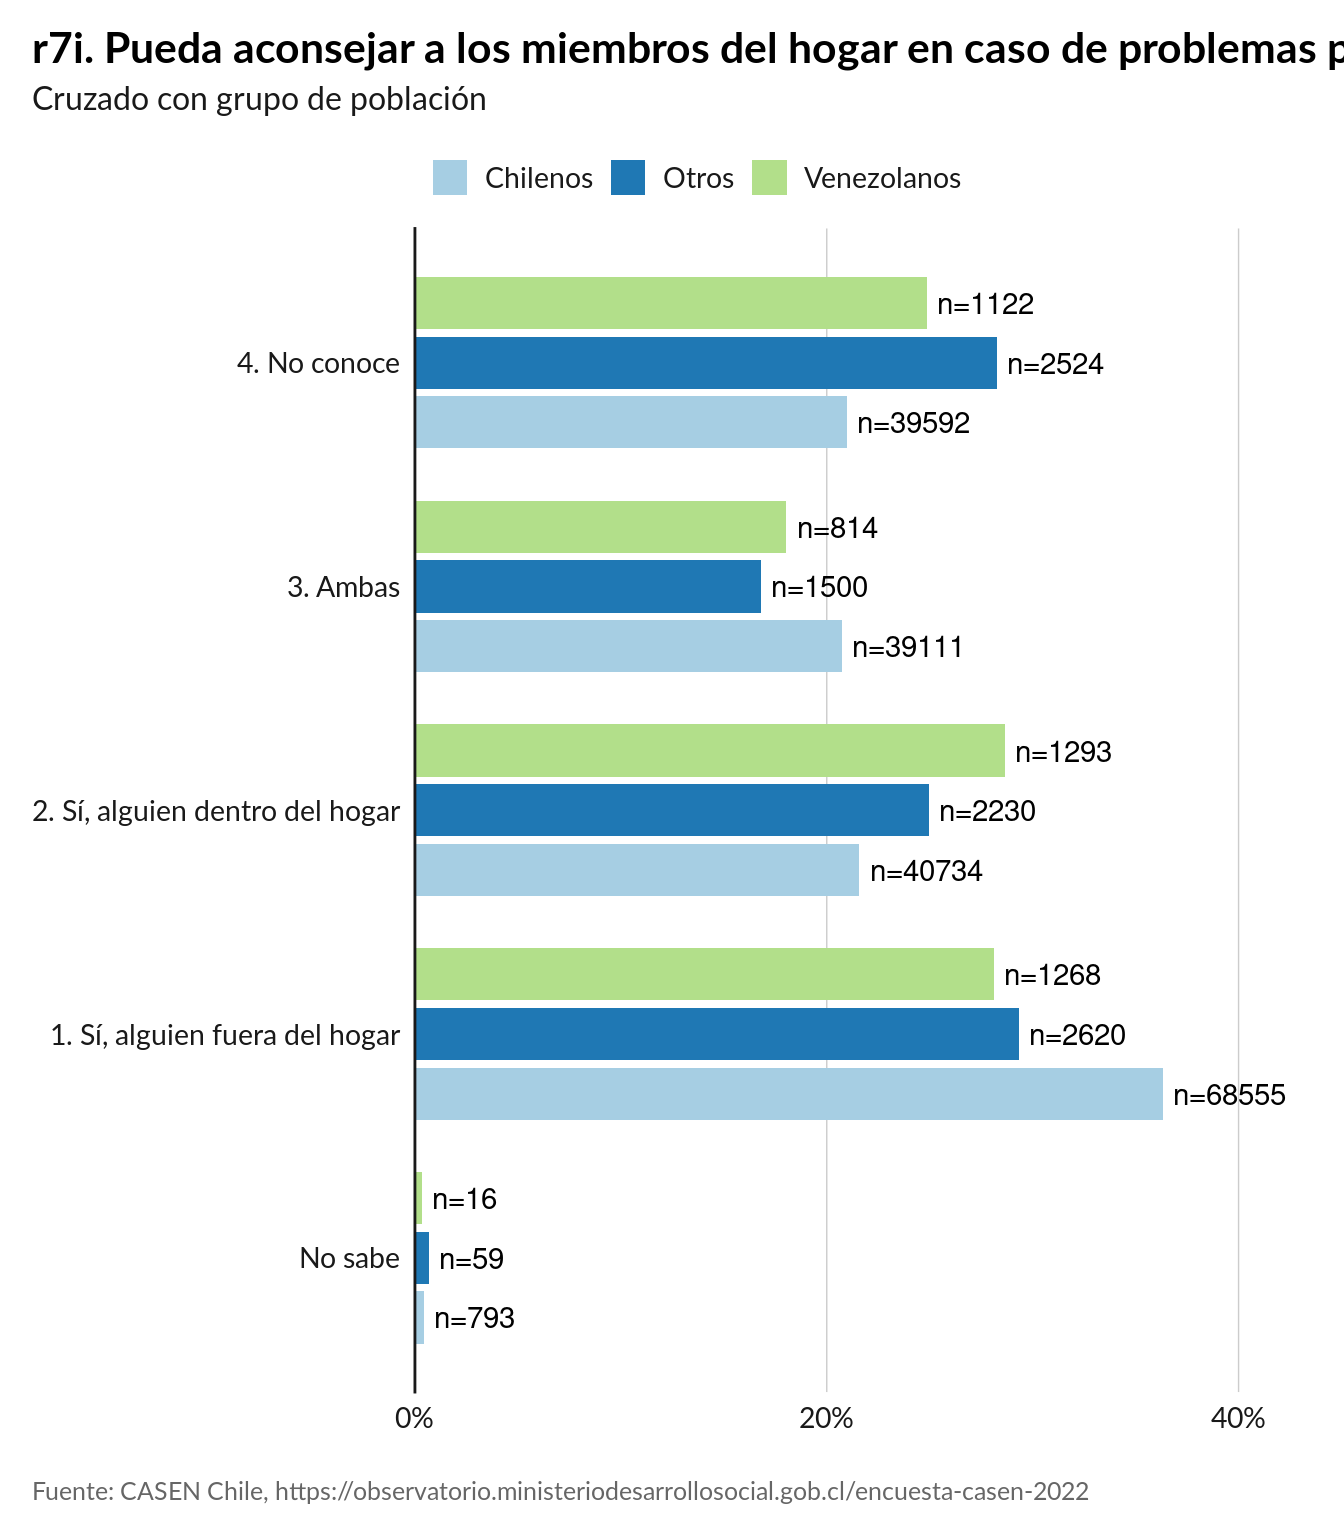 r7i. Pueda aconsejar a los miembros del hogar en caso de problemas p
Cruzado con grupo de población
Chilenos Otros Venezolanos
n=1122
4. No conoce n=2524
n=39592
n=814
3. Ambas n=1500
n=39111
n=1293
2. Sí, alguien dentro del hogar n=2230
n=40734
n=1268
1. Sí, alguien fuera del hogar n=2620
n=68555
n=16
No sabe n=59
n=793
0% 20% 40%
Fuente: CASEN Chile, https://observatorio.ministeriodesarrollosocial.gob.cl/encuesta-casen-2022